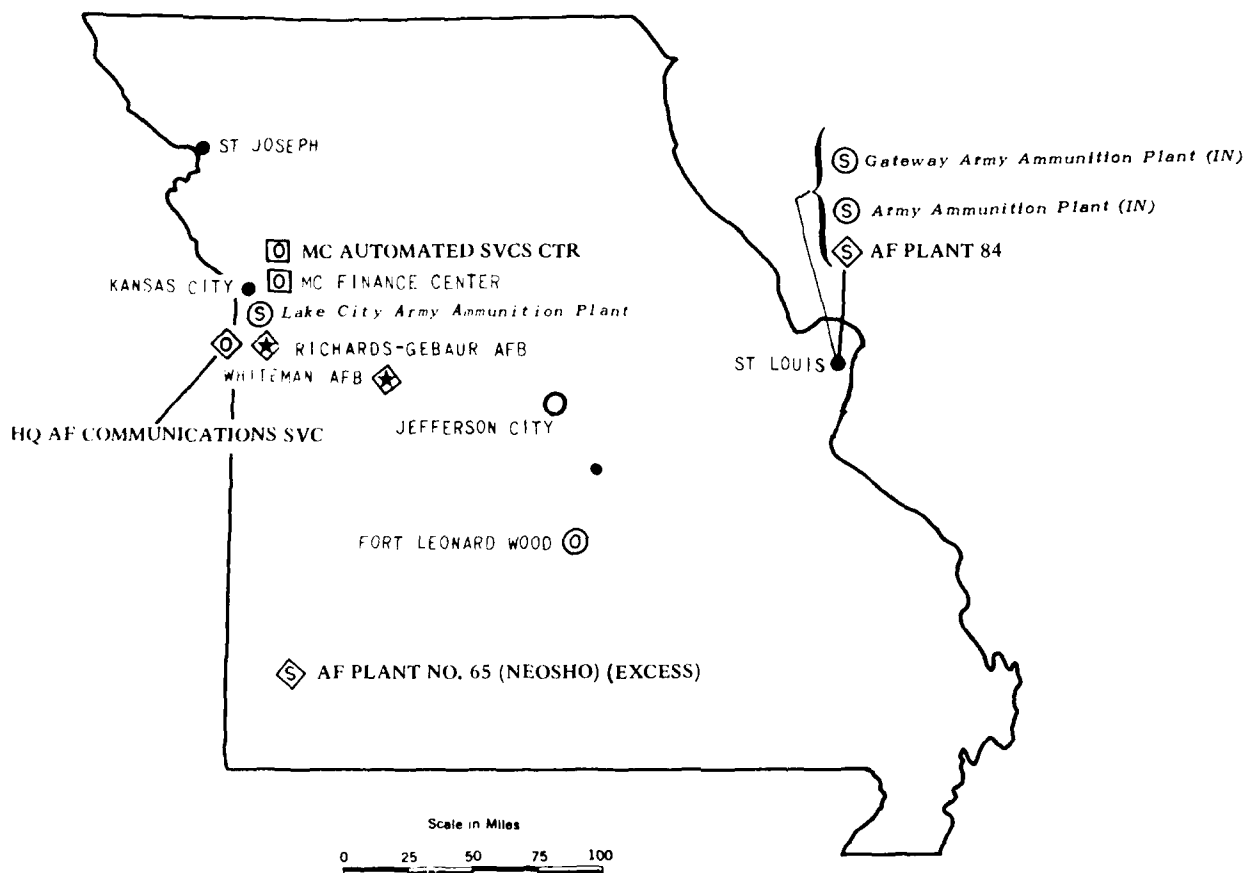 ST JOSEPH
S Gateway Army Ammunition Plant (IN)
S Army Ammunition Plant (IN)
S AF PLANT 84
O MC AUTOMATED SVCS CTR
O MC FINANCE CENTER
KANSAS CITY
S Lake City Army Ammunition Plant
O RICHARDS-GEBAUR AFB
WHITEMAN AFB
ST LOUIS
JEFFERSON CITY
HQ AF COMMUNICATIONS SVC
FORT LEONARD WOOD O
S AF PLANT NO. 65 (NEOSHO) (EXCESS)
Scale in Miles
0 25 50 75 100